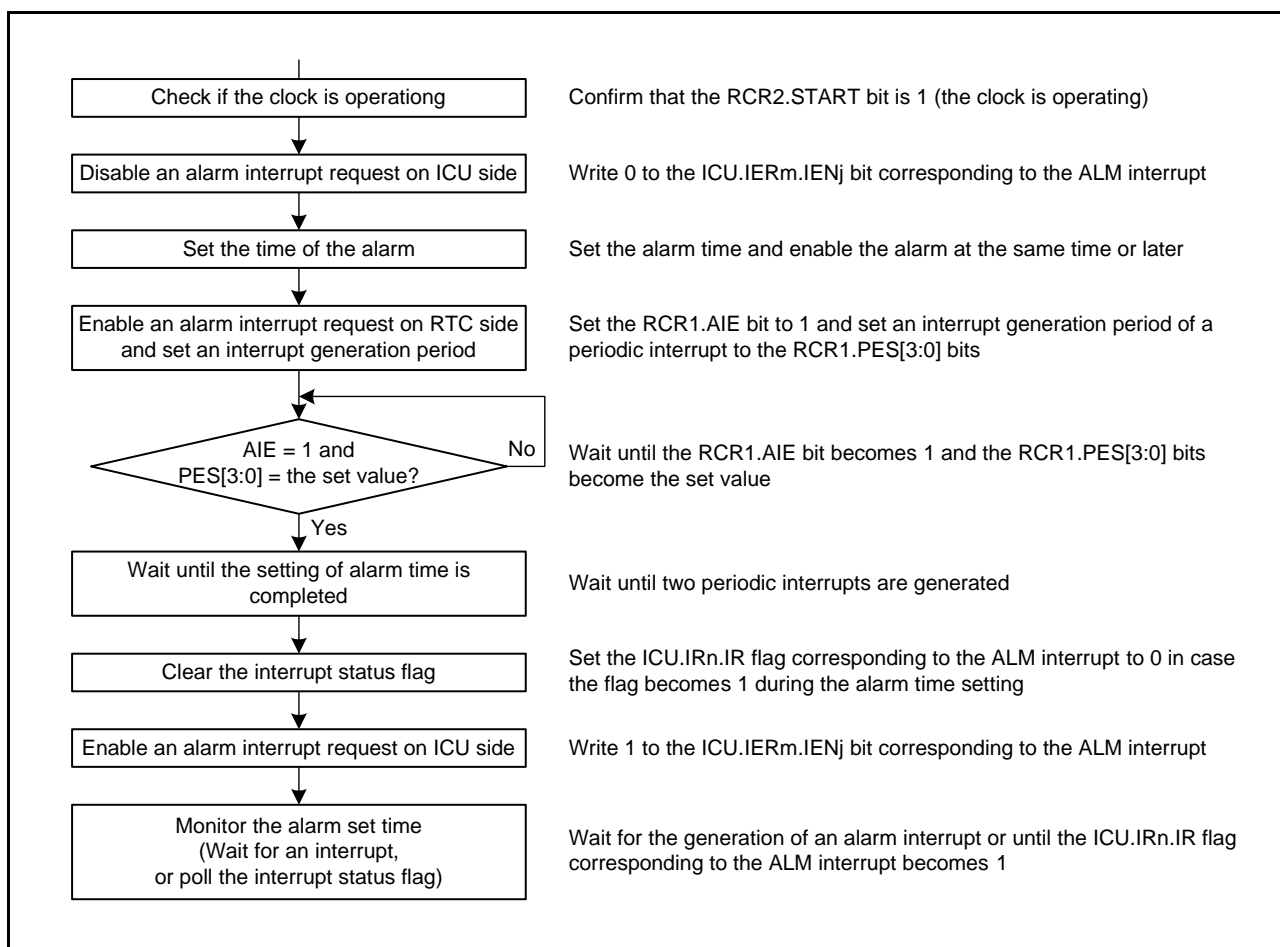 Check if the clock is operationg
Confirm that the RCR2.START bit is 1 (the clock is operating)
Disable an alarm interrupt request on ICU side
Write 0 to the ICU.IERm.IENj bit corresponding to the ALM interrupt
Set the time of the alarm
Set the alarm time and enable the alarm at the same time or later
Enable an alarm interrupt request on RTC side
and set an interrupt generation period
Set the RCR1.AIE bit to 1 and set an interrupt generation period of a
periodic interrupt to the RCR1.PES[3:0] bits
AIE = 1 and
PES[3:0] = the set value?
No
Wait until the RCR1.AIE bit becomes 1 and the RCR1.PES[3:0] bits
become the set value
Yes
Wait until the setting of alarm time is
completed
Wait until two periodic interrupts are generated
Clear the interrupt status flag
Set the ICU.IRn.IR flag corresponding to the ALM interrupt to 0 in case
the flag becomes 1 during the alarm time setting
Enable an alarm interrupt request on ICU side
Write 1 to the ICU.IERm.IENj bit corresponding to the ALM interrupt
Monitor the alarm set time
(Wait for an interrupt,
or poll the interrupt status flag)
Wait for the generation of an alarm interrupt or until the ICU.IRn.IR flag
corresponding to the ALM interrupt becomes 1